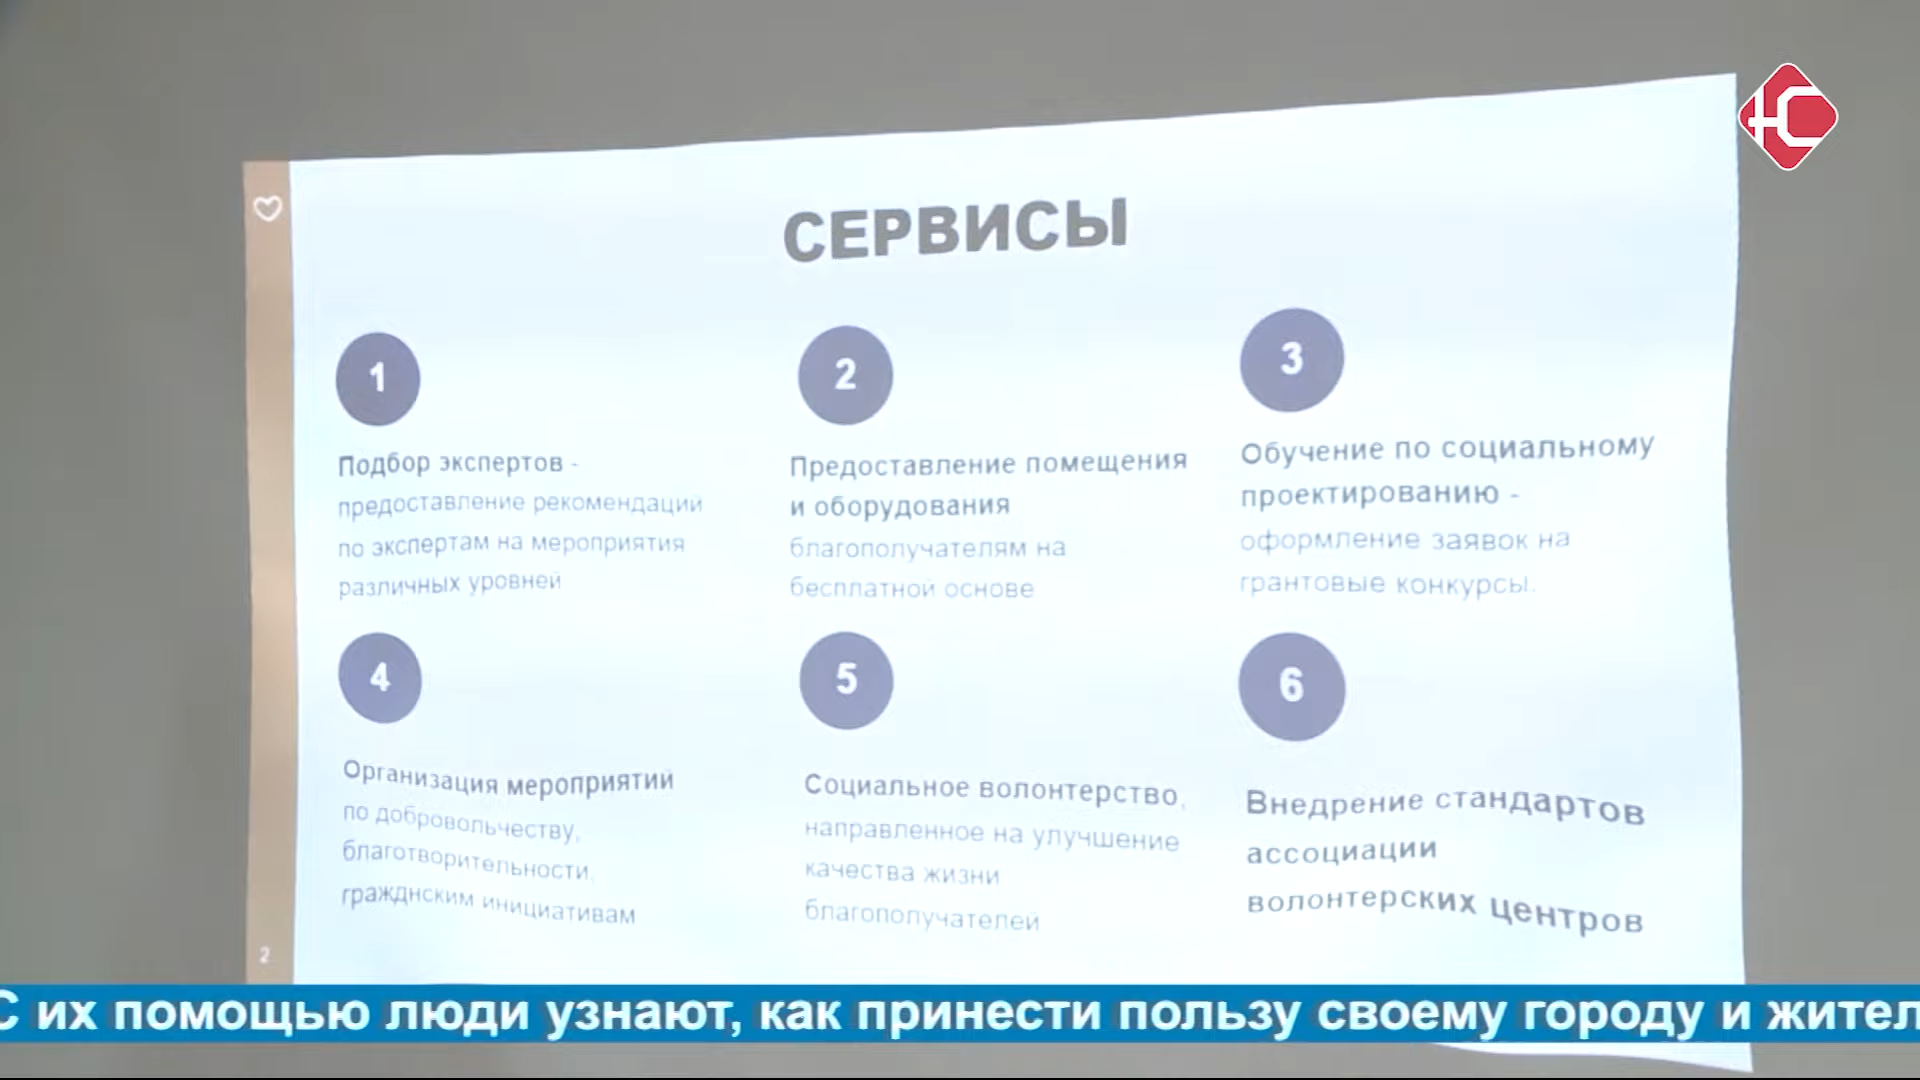 СЕРВИСЫ
1
Подбор экспертов -
предоставление рекомендаций
по экспертам на мероприятия
различных уровней
2
Предоставление помещения
и оборудования
благополучателям на
бесплатной основе
3
Обучение по социальному
проектированию -
оформление заявок на
грантовые конкурсы.
4
Организация мероприятий
по добровольчеству,
благотворительности,
гражднским инициативам
5
Социальное волонтерство,
направленное на улучшение
качества жизни
благополучателей
6
Внедрение стандартов
ассоциации
волонтерских центров
2
С их помощью люди узнают, как принести пользу своему городу и жител
ЮС